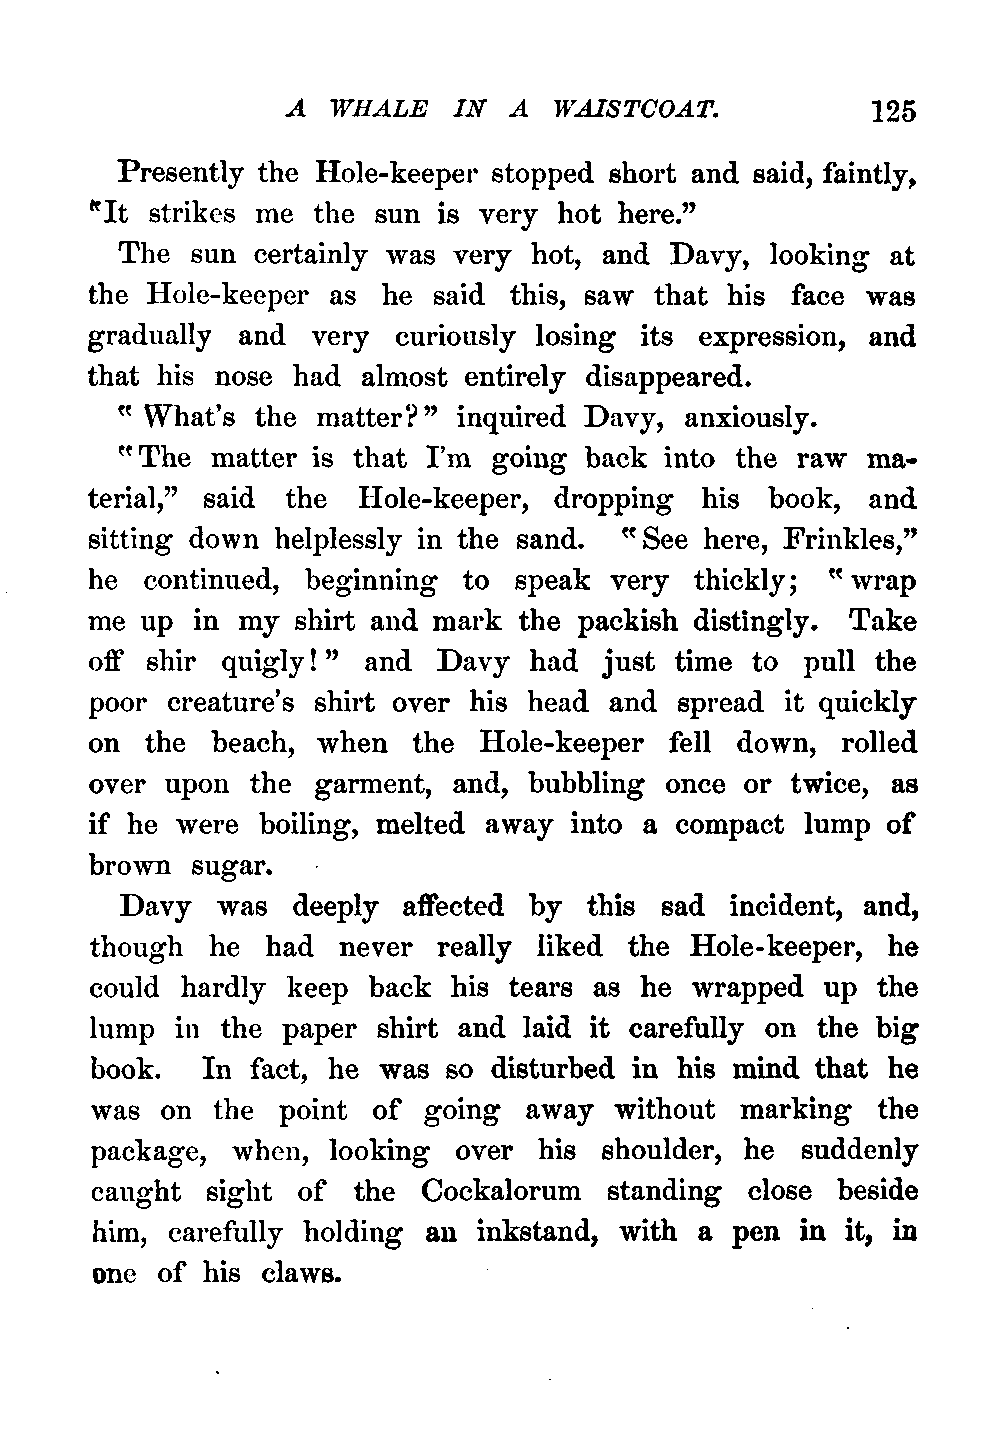 A WHALE IN A WAISTCOAT. 125
Presently the Hole-keeper stopped short and said, faintly,
"It strikes me the sun is very hot here."
The sun certainly was very hot, and Davy, looking at
the Hole-keeper as he said this, saw that his face was
gradually and very curiously losing its expression, and
that his nose had almost entirely disappeared.
"What's the matter?" inquired Davy, anxiously.
"The matter is that I'm going back into the raw ma-
terial," said the Hole-keeper, dropping his book, and
sitting down helplessly in the sand. "See here, Frinkles,"
he continued, beginning to speak very thickly; "wrap
me up in my shirt and mark the packish distingly. Take
off shir quigly!" and Davy had just time to pull the
poor creature's shirt over his head and spread it quickly
on the beach, when the Hole-keeper fell down, rolled
over upon the garment, and, bubbling once or twice, as
if he were boiling, melted away into a compact lump of
brown sugar.
Davy was deeply affected by this sad incident, and,
though he had never really liked the Hole-keeper, he
could hardly keep back his tears as he wrapped up the
lump in the paper shirt and laid it carefully on the big
book. In fact, he was so disturbed in his mind that he
was on the point of going away without marking the
package, when, looking over his shoulder, he suddenly
caught sight of the Cockalorum standing close beside
him, carefully holding an inkstand, with a pen in it, in
one of his claws.